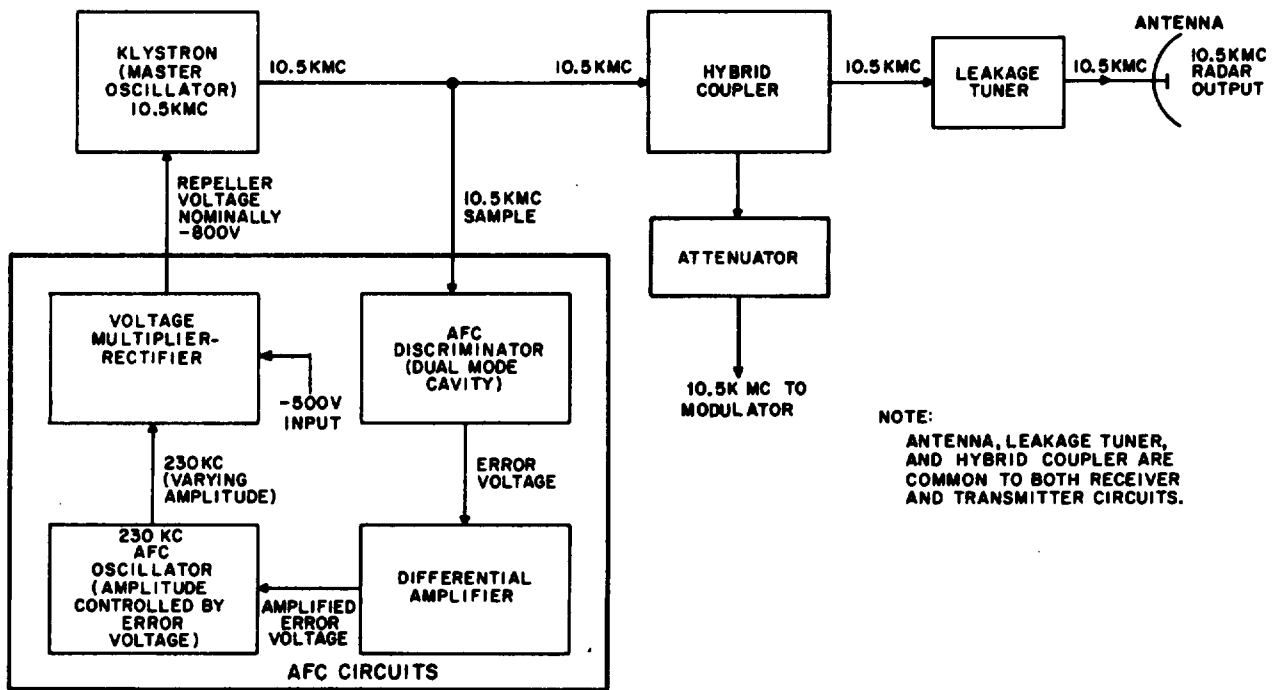 KLYSTRON
(MASTER
OSCILLATOR)
10.5KMC
10.5KMC
10.5KMC
HYBRID
COUPLER
10.5KMC
LEAKAGE
TUNER
10.5KMC
ANTENNA
10.5KMC
RADAR
OUTPUT
REPELLER
VOLTAGE
NOMINALLY
-800V
10.5KMC
SAMPLE
ATTENUATOR
10.5K MC TO
MODULATOR
VOLTAGE
MULTIPLIER-
RECTIFIER
-500V
INPUT
AFC
DISCRIMINATOR
(DUAL MODE
CAVITY)
230 KC
(VARYING
AMPLITUDE)
ERROR
VOLTAGE
230 KC
AFC
OSCILLATOR
(AMPLITUDE
CONTROLLED BY
ERROR
VOLTAGE)
AMPLIFIED
ERROR
VOLTAGE
DIFFERENTIAL
AMPLIFIER
AFC CIRCUITS
NOTE:
ANTENNA, LEAKAGE TUNER,
AND HYBRID COUPLER ARE
COMMON TO BOTH RECEIVER
AND TRANSMITTER CIRCUITS.